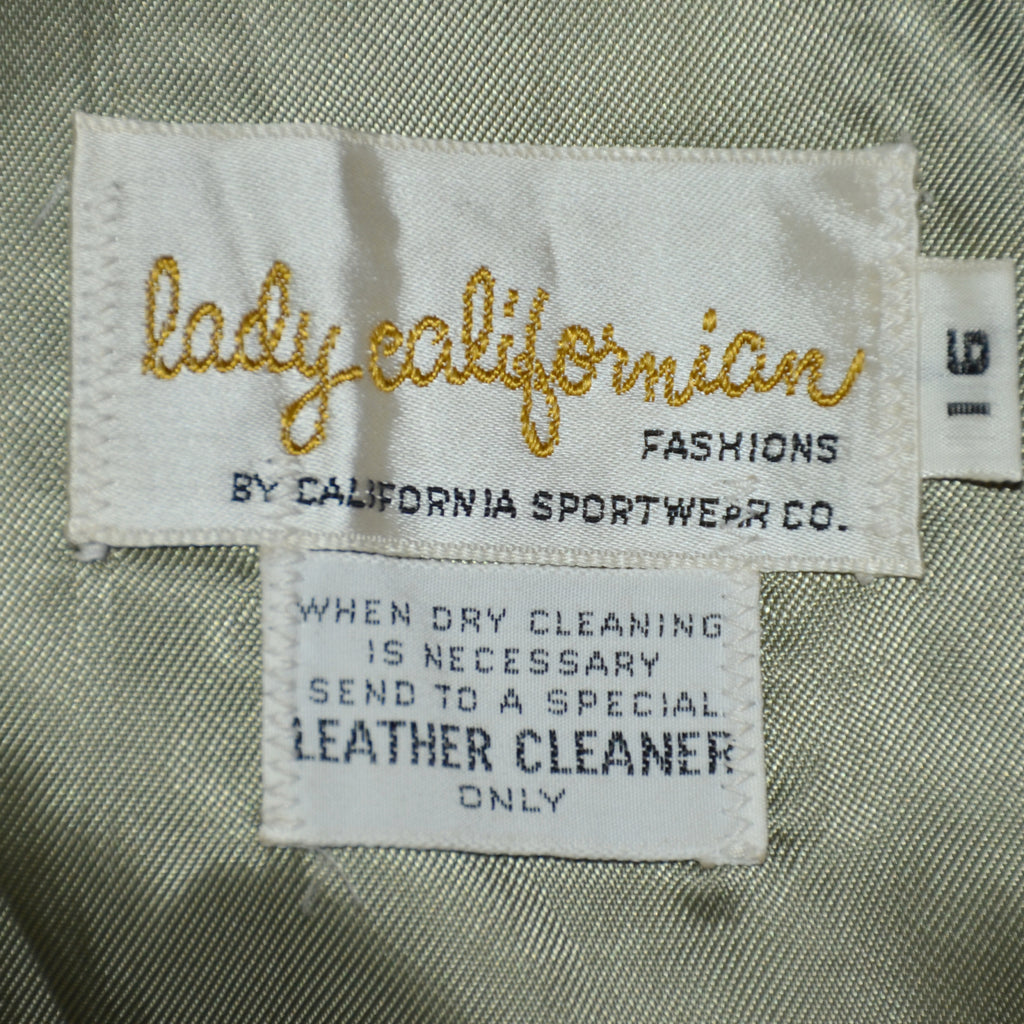 lady californian
FASHIONS
BY CALIFORNIA SPORTWEAR CO.
16
WHEN DRY CLEANING
IS NECESSARY
SEND TO A SPECIAL
LEATHER CLEANER
ONLY